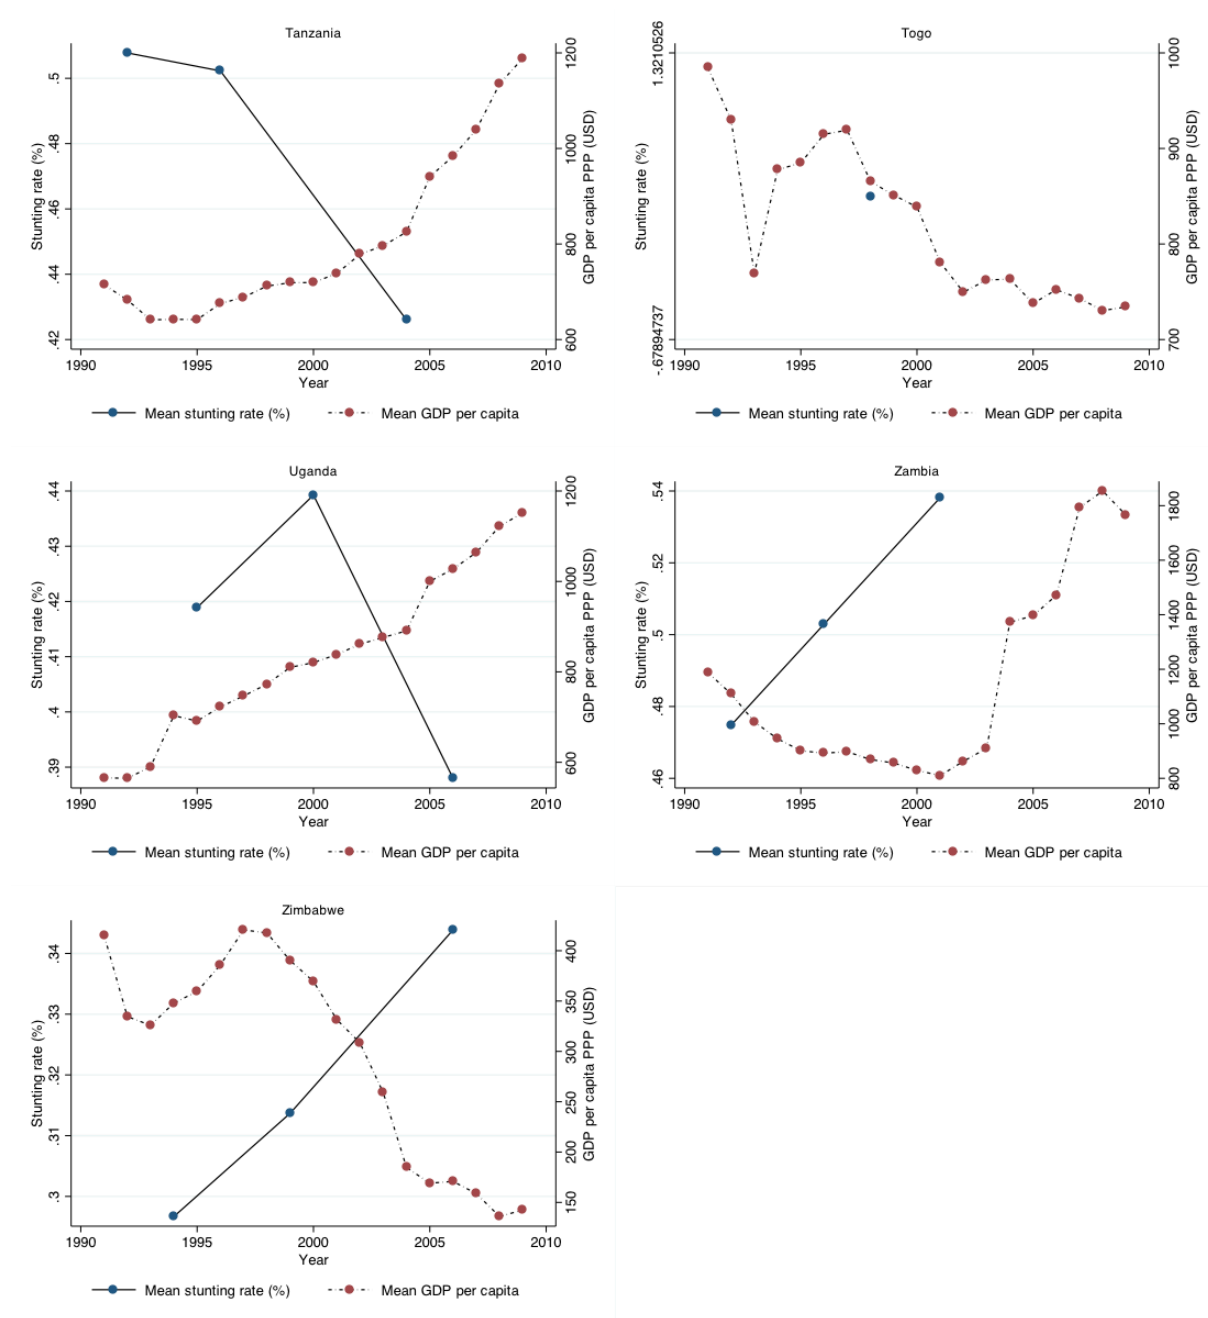 Tanzania
Stunting rate (%)
.5
.48
.46
.44
.42
1200
1000
800
600
GDP per capita PPP (USD)
1990 1995 2000 2005 2010
Year
Mean stunting rate (%) Mean GDP per capita
Togo
Stunting rate (%)
1.3210526
-.67894737
1000
900
800
700
GDP per capita PPP (USD)
1990 1995 2000 2005 2010
Year
Mean stunting rate (%) Mean GDP per capita
Uganda
Stunting rate (%)
.44
.43
.42
.41
.4
.39
1200
1000
800
600
GDP per capita PPP (USD)
1990 1995 2000 2005 2010
Year
Mean stunting rate (%) Mean GDP per capita
Zambia
Stunting rate (%)
.54
.52
.5
.48
.46
1800
1600
1400
1200
1000
800
GDP per capita PPP (USD)
1990 1995 2000 2005 2010
Year
Mean stunting rate (%) Mean GDP per capita
Zimbabwe
Stunting rate (%)
.34
.33
.32
.31
.3
400
350
300
250
200
150
GDP per capita PPP (USD)
1990 1995 2000 2005 2010
Year
Mean stunting rate (%) Mean GDP per capita